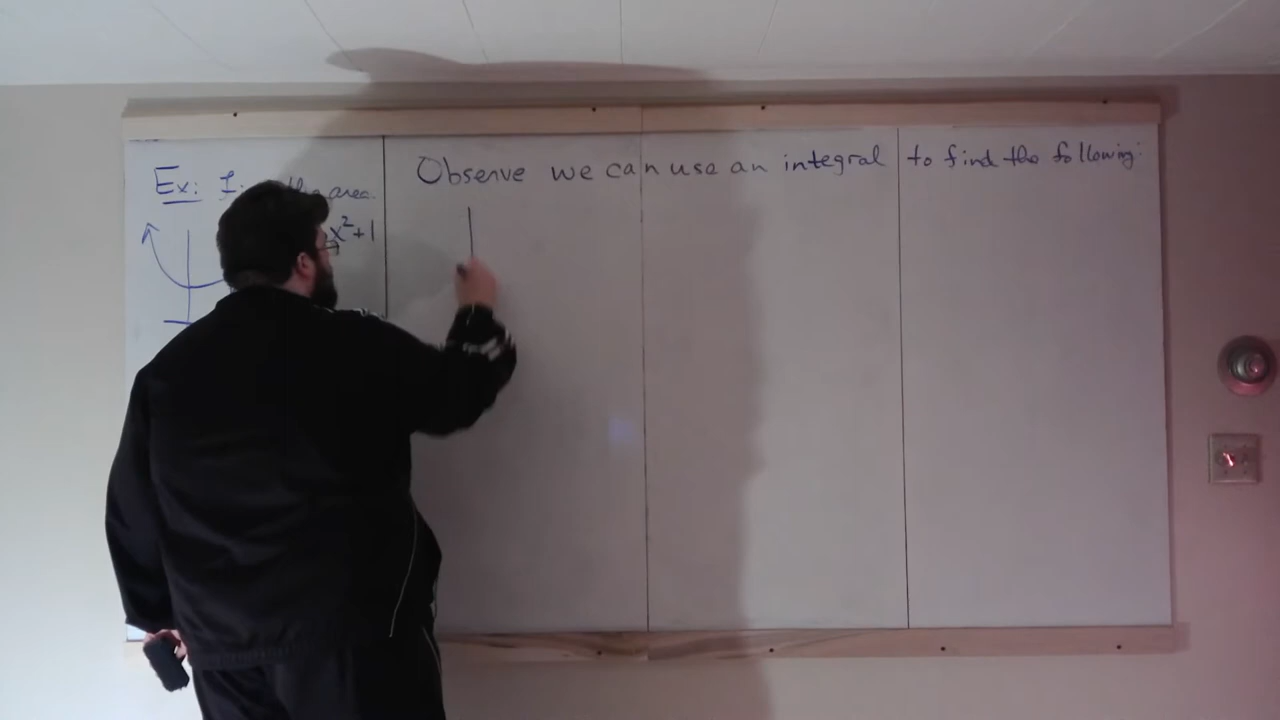 Ex: the area.
x²+1
Observe we can use an integral to find the following: